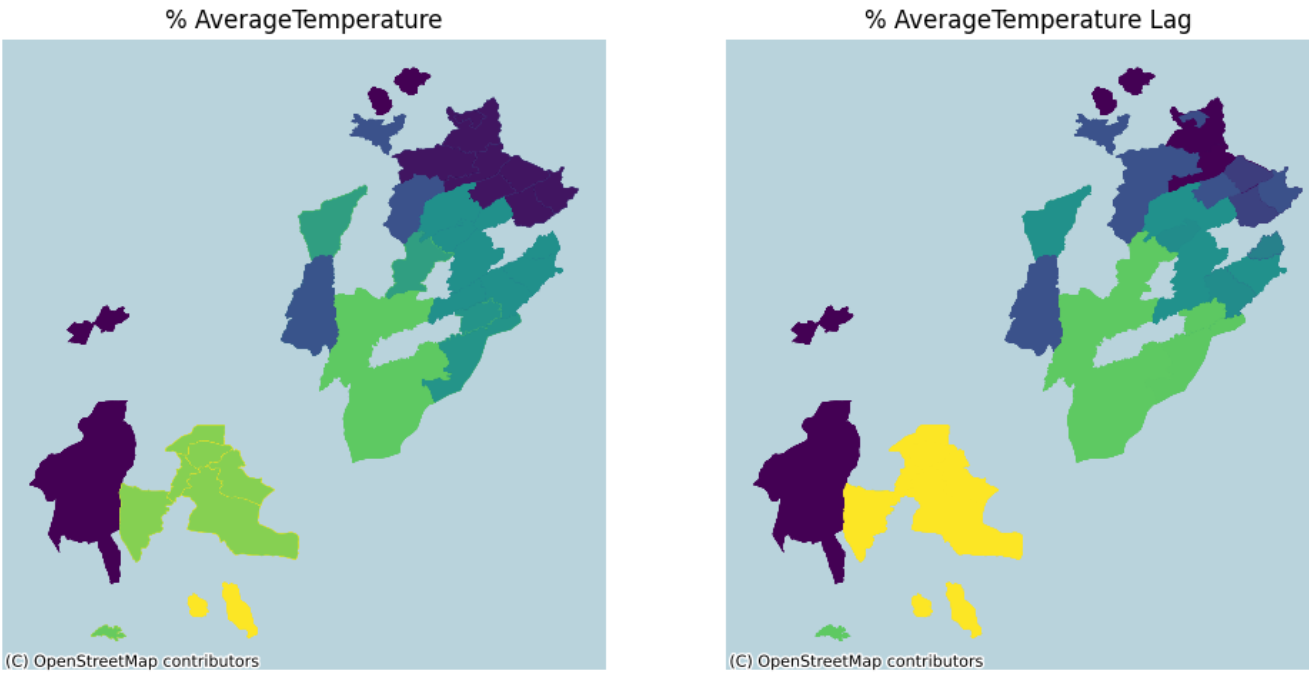 % AverageTemperature
% AverageTemperature Lag
(C) OpenStreetMap contributors
(C) OpenStreetMap contributors